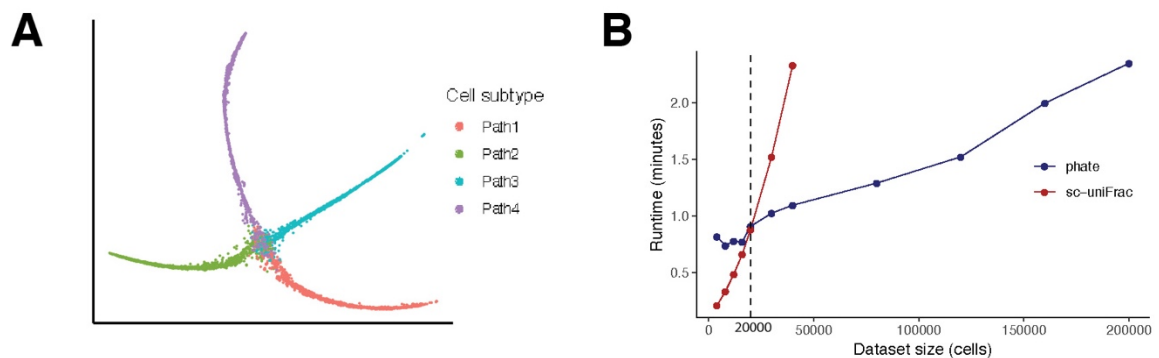 A
Cell subtype
Path1
Path2
Path3
Path4
B
Runtime (minutes)
2.0
1.5
1.0
0.5
phate
sc-uniFrac
0 20000 50000 100000 150000 200000
Dataset size (cells)